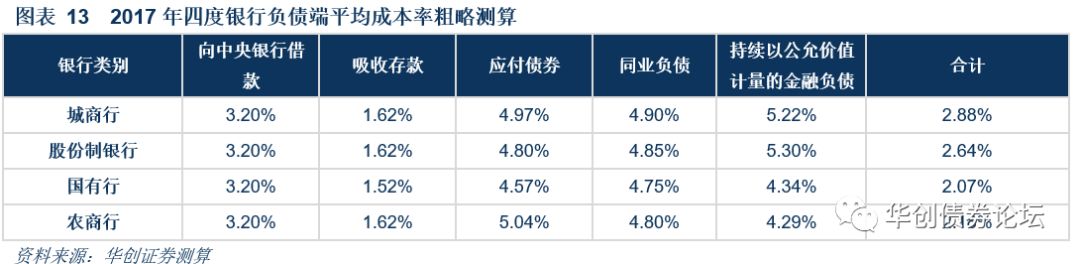 图表 13 2017 年四度银行负债端平均成本率粗略测算
银行类别 向中央银行借款 吸收存款 应付债券 同业负债 持续以公允价值计量的金融负债 合计
城商行 3.20% 1.62% 4.97% 4.90% 5.22% 2.88%
股份制银行 3.20% 1.62% 4.80% 4.85% 5.30% 2.64%
国有行 3.20% 1.52% 4.57% 4.75% 4.34% 2.07%
农商行 3.20% 1.62% 5.04% 4.80% 4.29%
华创债券论坛
资料来源：华创证券测算